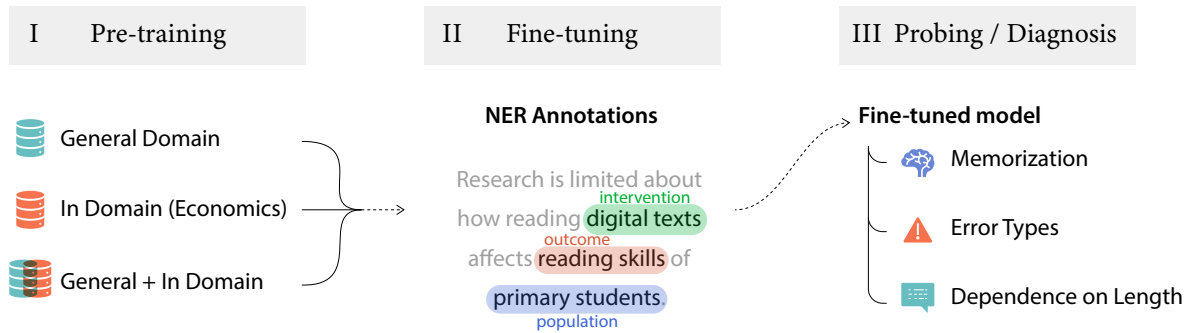 I Pre-training
II Fine-tuning
III Probing / Diagnosis
General Domain
In Domain (Economics)
General + In Domain
NER Annotations
Research is limited about
intervention
how reading digital texts
outcome
affects reading skills of
primary students.
population
Fine-tuned model
Memorization
Error Types
Dependence on Length